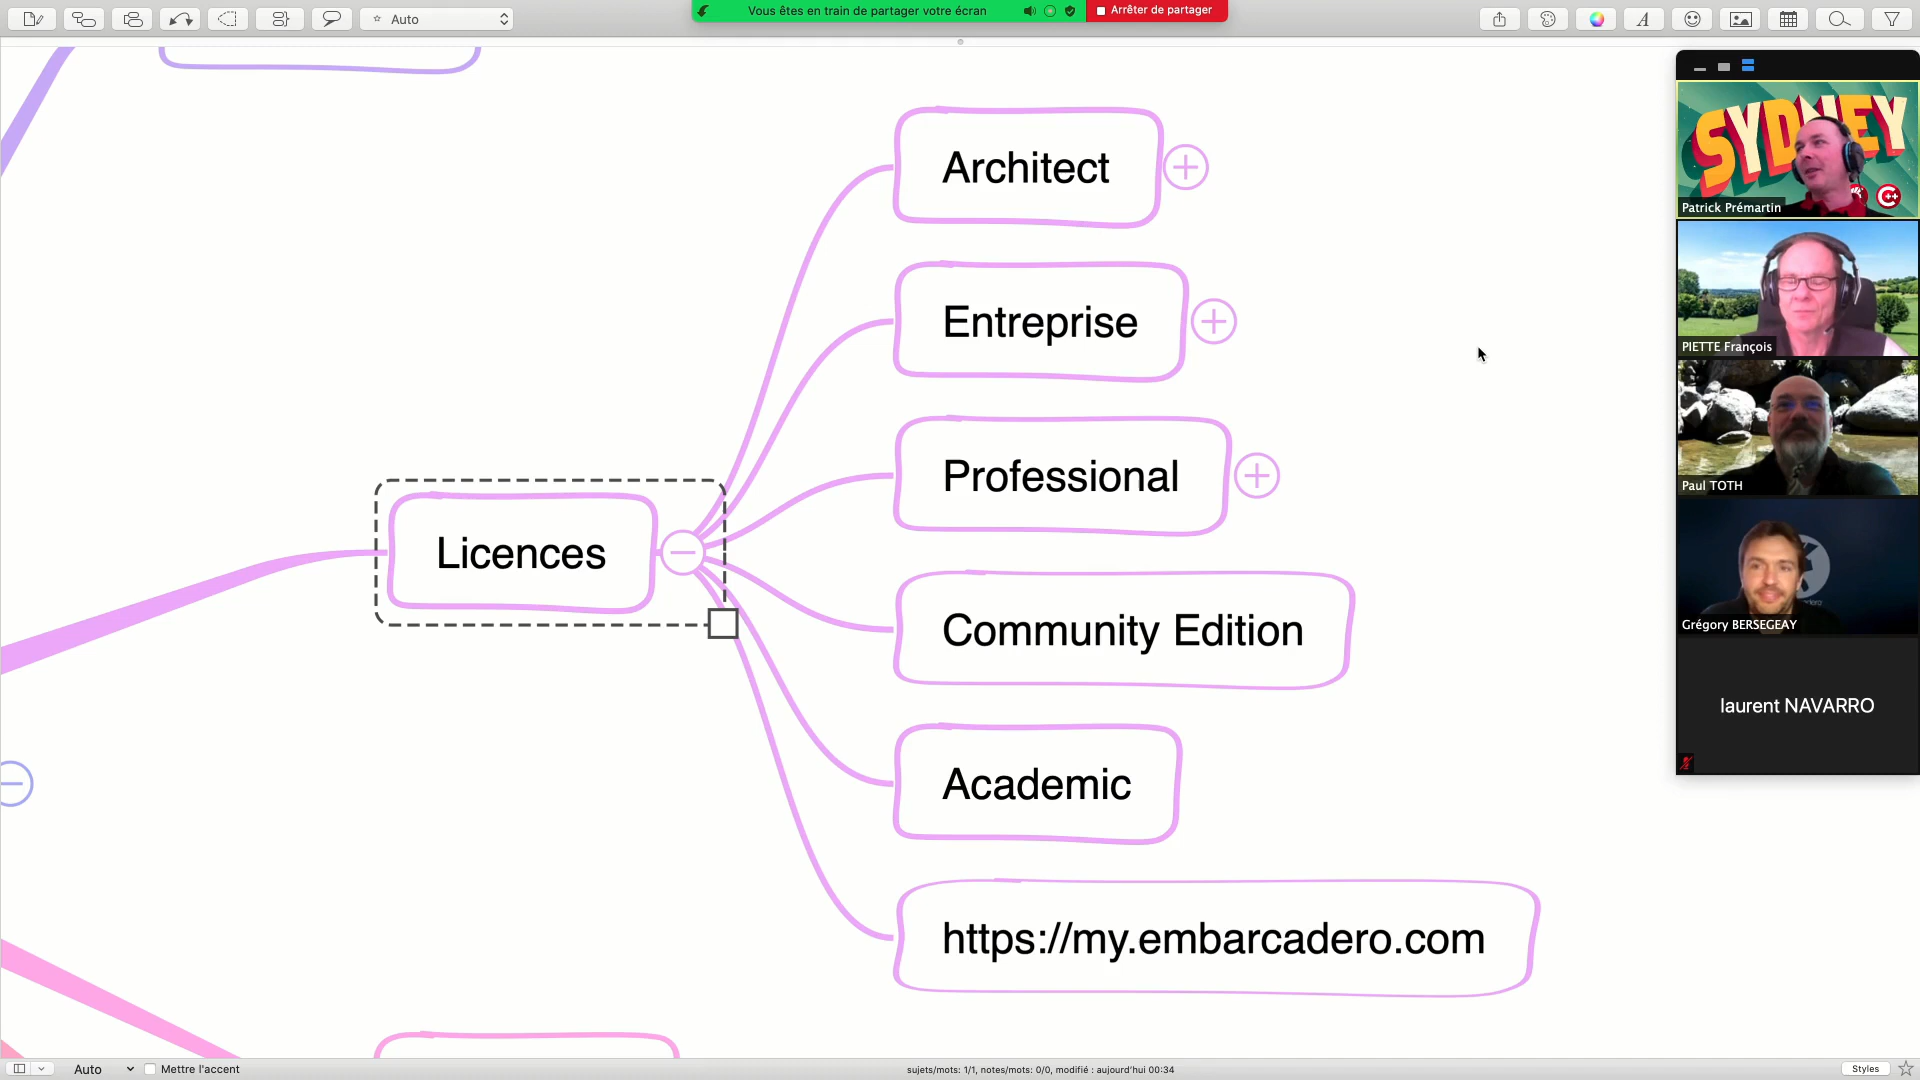 Auto
Vous êtes en train de partager votre écran
Arrêter de partager
SYDNEY
Patrick Prémartin
PIETTE François
Paul TOTH
Grégory BERSEGEAY
laurent NAVARRO
Architect
Entreprise
Professional
Licences
Community Edition
Academic
https://my.embarcadero.com
Auto
Mettre l'accent
sujets/mots: 1/1, notes/mots: 0/0, modifié : aujourd'hui 00:34
Styles